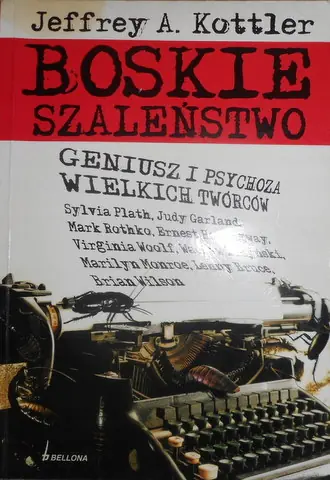 Jeffrey A. Kottler
BOSKIE
SZALEŃSTWO
GENIUSZ I PSYCHOZA
WIELKICH TWÓRCÓW
Sylvia Plath, Judy Garland,
Mark Rothko, Ernest
Virginia Woolf,
Marilyn Monroe, Lenny Bruce,
Brian Wilson
BELLONA